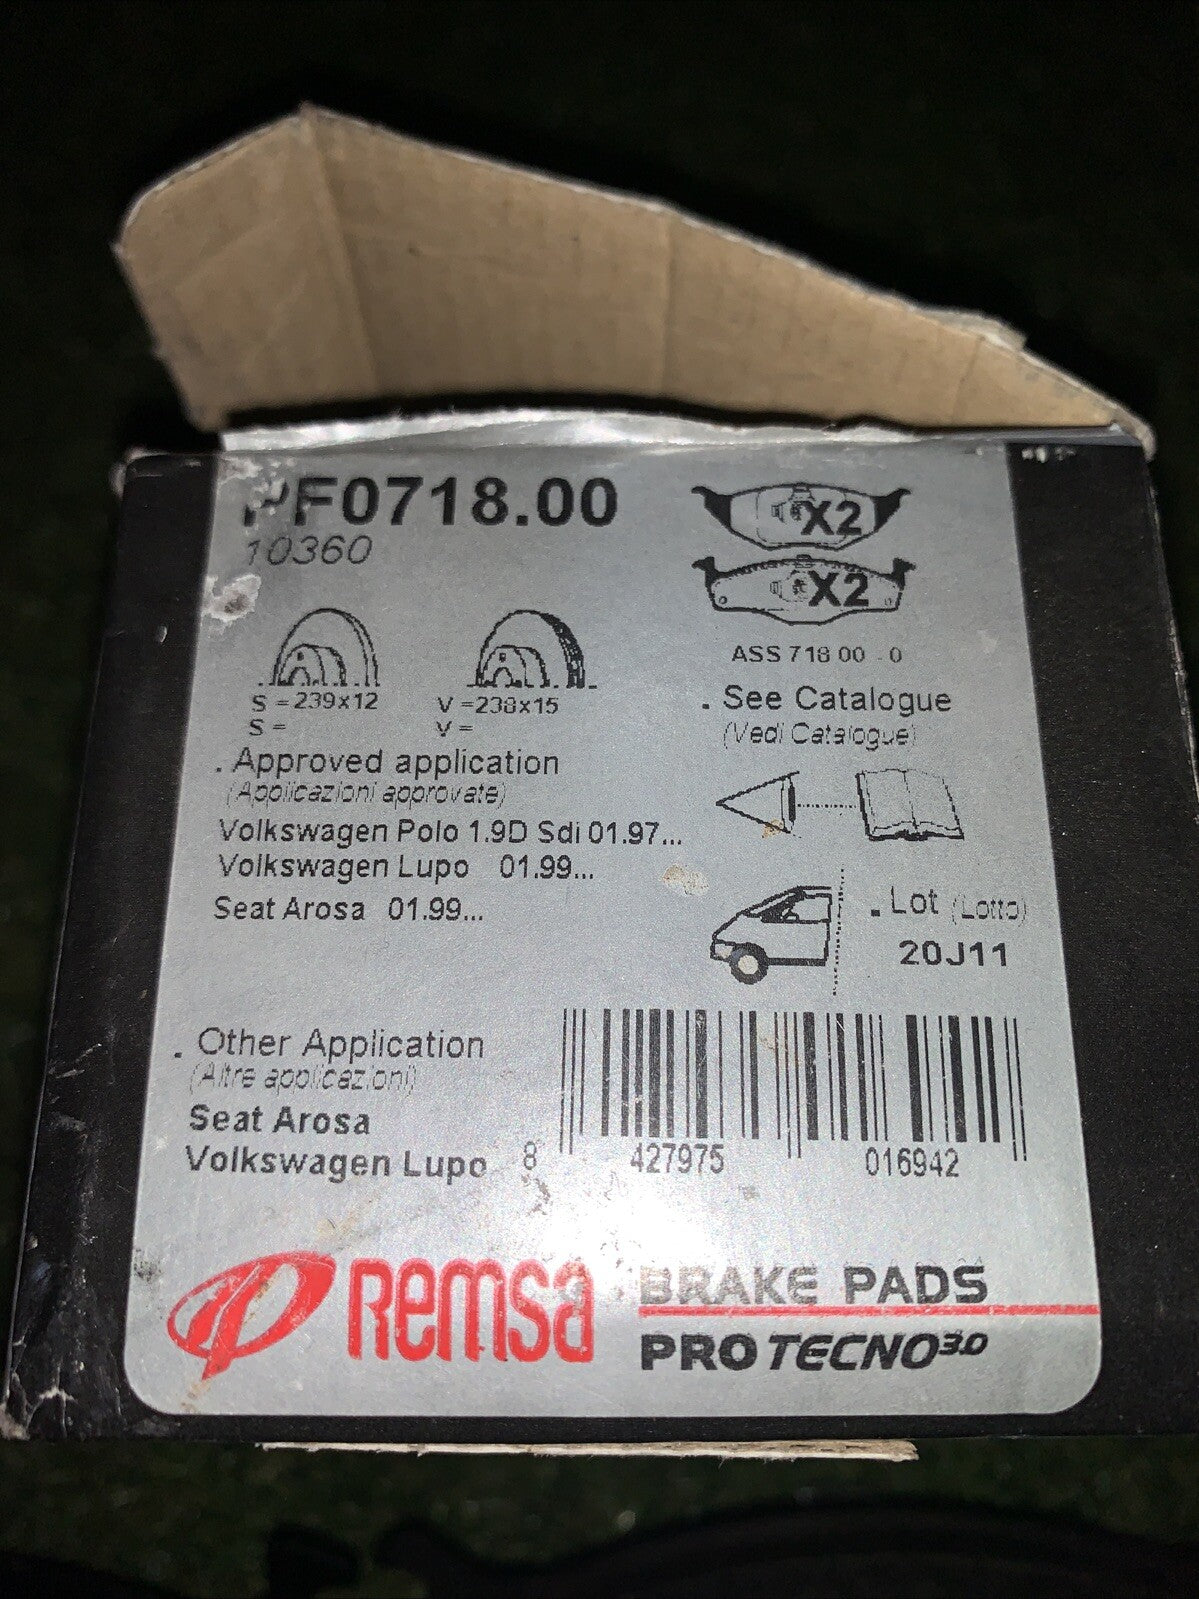 PF0718.00
10360
X2
X2
ASS 718 00 - 0
S =239x12 V =238x15
S = V =
. See Catalogue
(Vedi Catalogue)
. Approved application
(Applicazioni approvate)
Volkswagen Polo 1.9D Sdi 01.97...
Volkswagen Lupo 01.99...
Seat Arosa 01.99...
. Lot (Lotto)
20J11
. Other Application
(Altre applicazioni)
Seat Arosa
Volkswagen Lupo
8 427975 016942
Remsa
BRAKE PADS
PRO TECNO 3.0